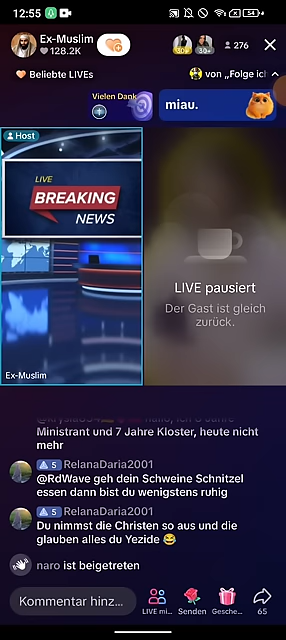 12:55
54
Ex-Muslim
128.2K
30+
30+
276
Beliebte LIVEs
von „Folge ich
Vielen Dank
miau.
Host
LIVE
BREAKING
NEWS
LIVE pausiert
Der Gast ist gleich
zurück.
Ex-Muslim
Ministrant und 7 Jahre Kloster, heute nicht
mehr
5 RelanaDaria2001
@RdWave geh dein Schweine Schnitzel
essen dann bist du wenigstens ruhig
5 RelanaDaria2001
Du nimmst die Christen so aus und die
glauben alles du Yezide 😂
naro ist beigetreten
Kommentar hinz...
LIVE mi...
Senden
Gesche...
65